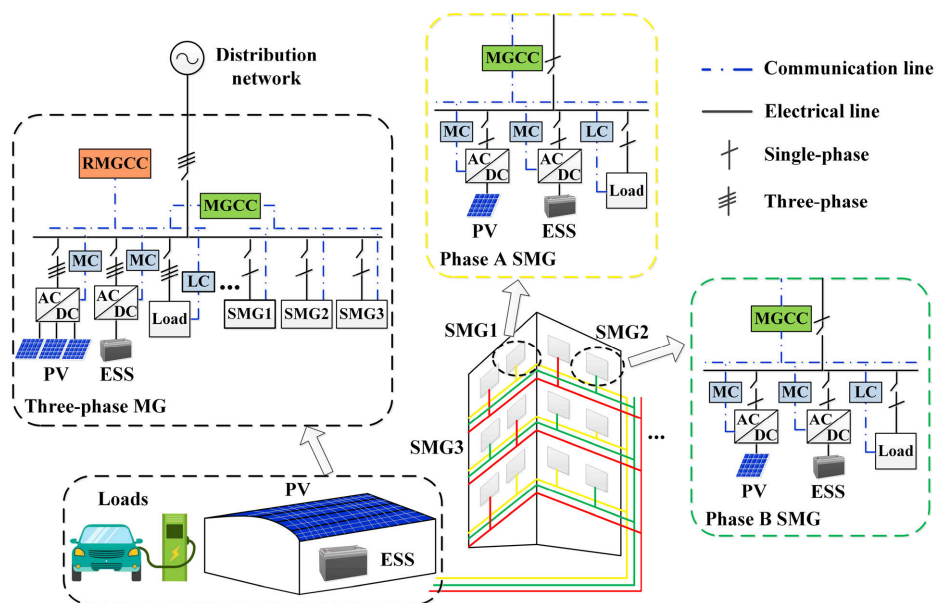 Distribution
network
RMGCC
MGCC
MC
MC
LC
...
AC
DC
AC
DC
Load
SMG1
SMG2
SMG3
PV
ESS
Three-phase MG
MGCC
MC
MC
LC
AC
DC
AC
DC
Load
PV
ESS
Phase A SMG
Communication line
Electrical line
Single-phase
Three-phase
SMG1
SMG2
SMG3
...
MGCC
MC
MC
LC
AC
DC
AC
DC
Load
PV
ESS
Phase B SMG
Loads
PV
ESS